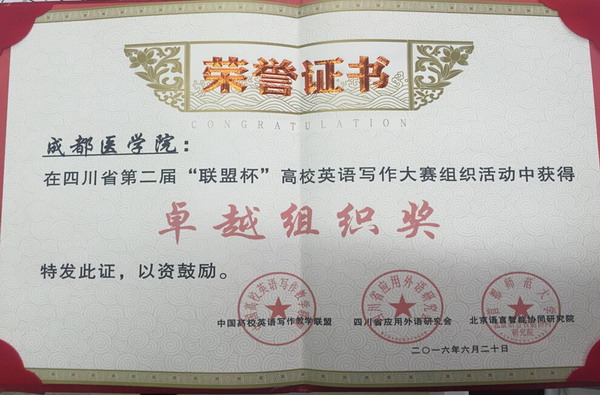 荣誉证书
CONGRATULATION
成都医学院：
在四川省第二届“联盟杯”高校英语写作大赛组织活动中获得
卓越组织奖
特发此证，以资鼓励。
中国高校英语写作教学联盟 四川省应用外语研究会 北京语言智能协同研究院
二〇一六年六月二十日